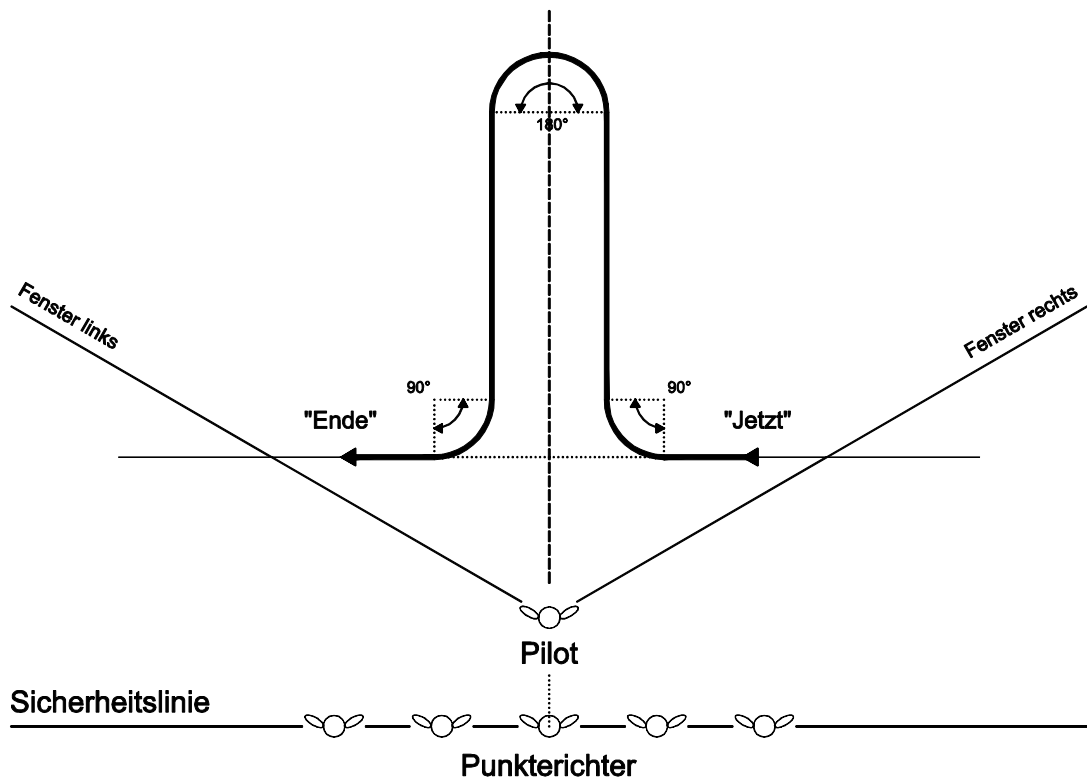 180°
Fenster links
Fenster rechts
90°
90°
"Ende"
"Jetzt"
Pilot
Sicherheitslinie
Punkterichter